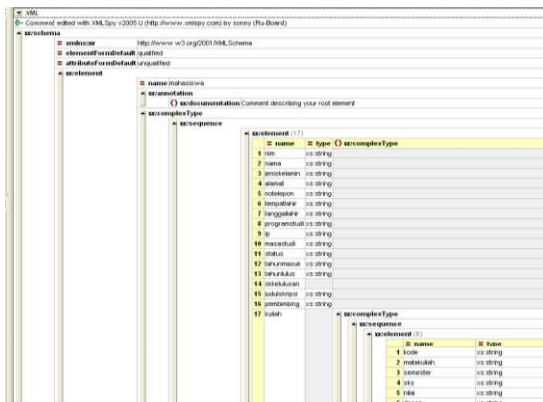 XML
Comment edited with XMLSpy v2005 U (http://www.xmlspy.com) by sonny (Ru-Board)
xs:schema
= xmlns:xs http://www.w3.org/2001/XMLSchema
= elementFormDefault qualified
= attributeFormDefault unqualified
xs:element
= name mahasiswa
xs:annotation
() xs:documentation Comment describing your root element
xs:complexType
xs:sequence
xs:element (17)
= name = type () xs:complexType
1 nim xs:string
2 nama xs:string
3 jeniskelamin xs:string
4 alamat xs:string
5 notelepon xs:string
6 tempatlahir xs:string
7 tanggallahir xs:string
8 programstudi xs:string
9 ip xs:string
10 masastudi xs:string
11 status xs:string
12 tahunmasuk xs:string
13 tahunlulus xs:string
14
15 judulskripsi xs:string
16 pembimbing xs:string
17 kuliah xs:complexType
xs:sequence
xs:element
= name = type
1 kode xs:string
2 matakuliah xs:string
3 semester xs:string
4 sks xs:string
5 nilai xs:string